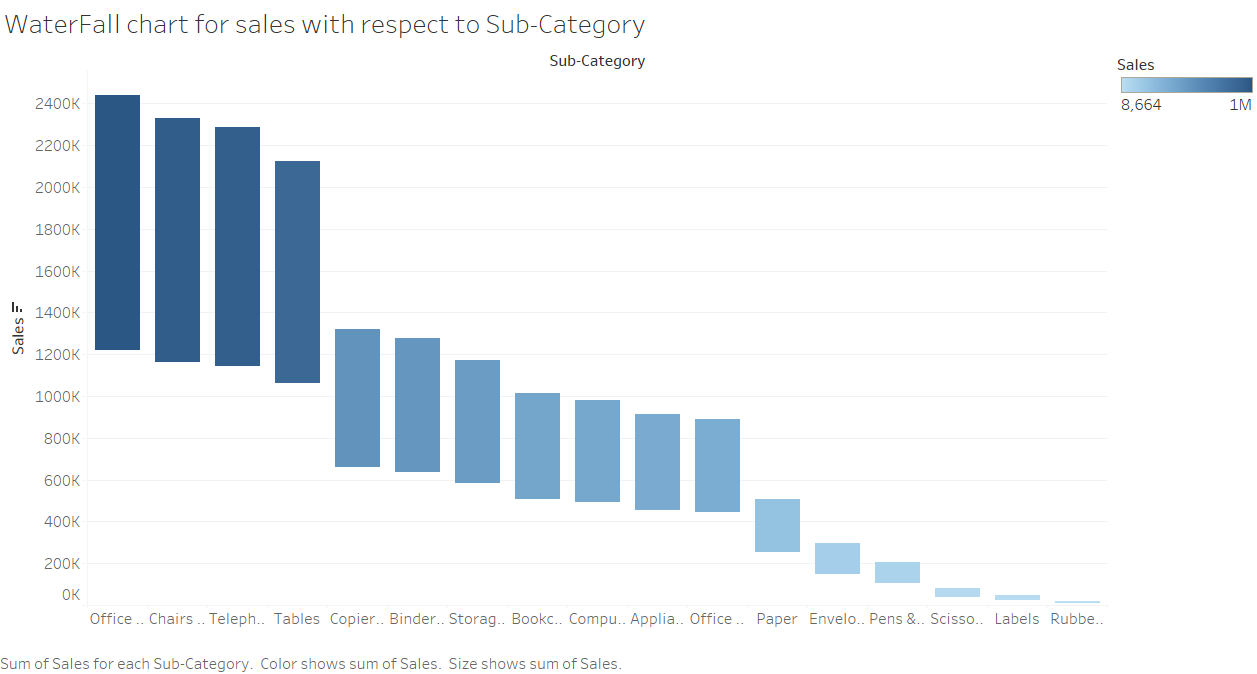 WaterFall chart for sales with respect to Sub-Category
Sub-Category
Sales
8,664 1M
2400K
2200K
2000K
1800K
1600K
1400K
1200K
1000K
800K
600K
400K
200K
0K
Sales
Office .. Chairs .. Teleph.. Tables Copier.. Binder.. Storag.. Bookc.. Compu.. Applia.. Office .. Paper Envelo.. Pens &.. Scisso.. Labels Rubbe..
Sum of Sales for each Sub-Category. Color shows sum of Sales. Size shows sum of Sales.